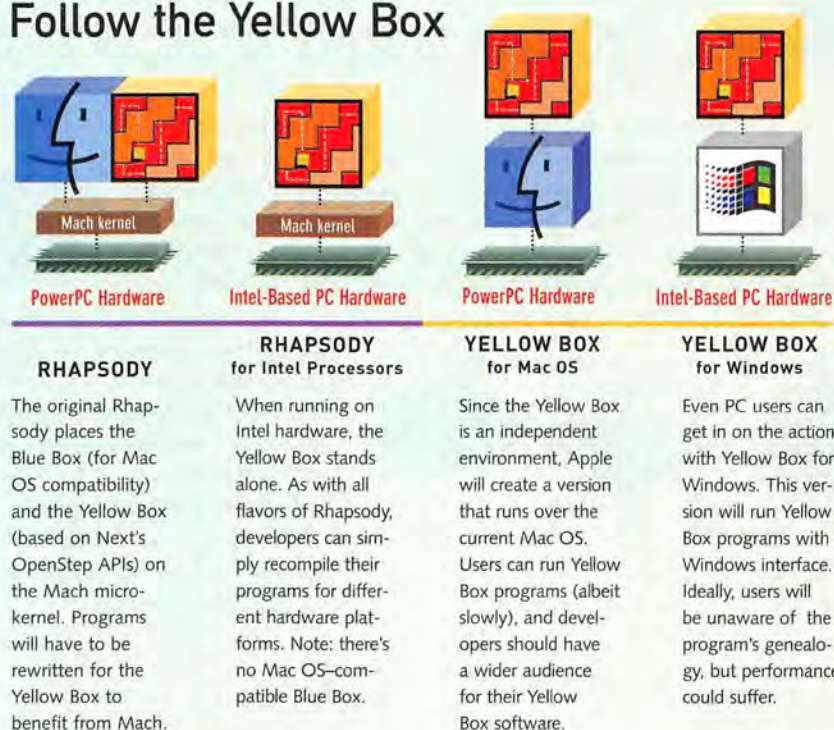 Follow the Yellow Box
Mach kernel
Mach kernel
PowerPC Hardware
Intel-Based PC Hardware
PowerPC Hardware
Intel-Based PC Hardware
RHAPSODY
The original Rhap-
sody places the
Blue Box (for Mac
OS compatibility)
and the Yellow Box
(based on Next's
OpenStep APIs) on
the Mach micro-
kernel. Programs
will have to be
rewritten for the
Yellow Box to
benefit from Mach.
RHAPSODY
for Intel Processors
When running on
Intel hardware, the
Yellow Box stands
alone. As with all
flavors of Rhapsody,
developers can sim-
ply recompile their
programs for differ-
ent hardware plat-
forms. Note: there's
no Mac OS–com-
patible Blue Box.
YELLOW BOX
for Mac OS
Since the Yellow Box
is an independent
environment, Apple
will create a version
that runs over the
current Mac OS.
Users can run Yellow
Box programs (albeit
slowly), and devel-
opers should have
a wider audience
for their Yellow
Box software.
YELLOW BOX
for Windows
Even PC users can
get in on the action
with Yellow Box for
Windows. This ver-
sion will run Yellow
Box programs with
Windows interface.
Ideally, users will
be unaware of the
program's genealo-
gy, but performance
could suffer.